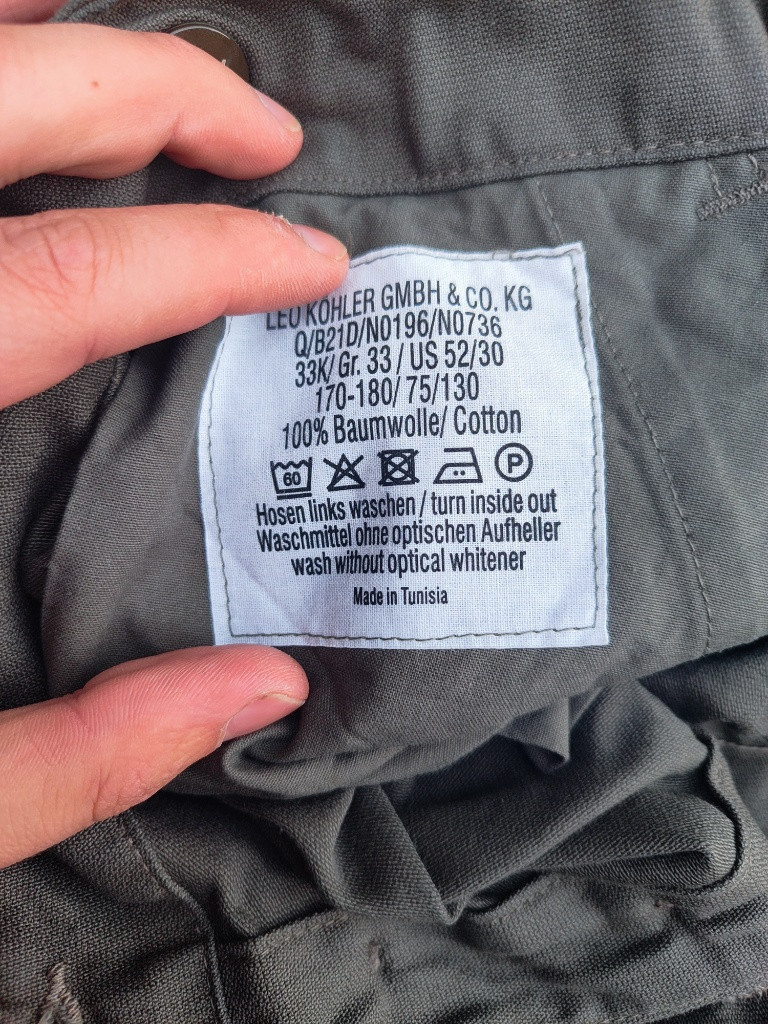 LEO KÖHLER GMBH & CO. KG
Q/B21D/N0196/N0736
33K/ Gr. 33 / US 52/30
170-180/ 75/130
100% Baumwolle/ Cotton
60 P
Hosen links waschen / turn inside out
Waschmittel ohne optischen Aufheller
wash without optical whitener
Made in Tunisia